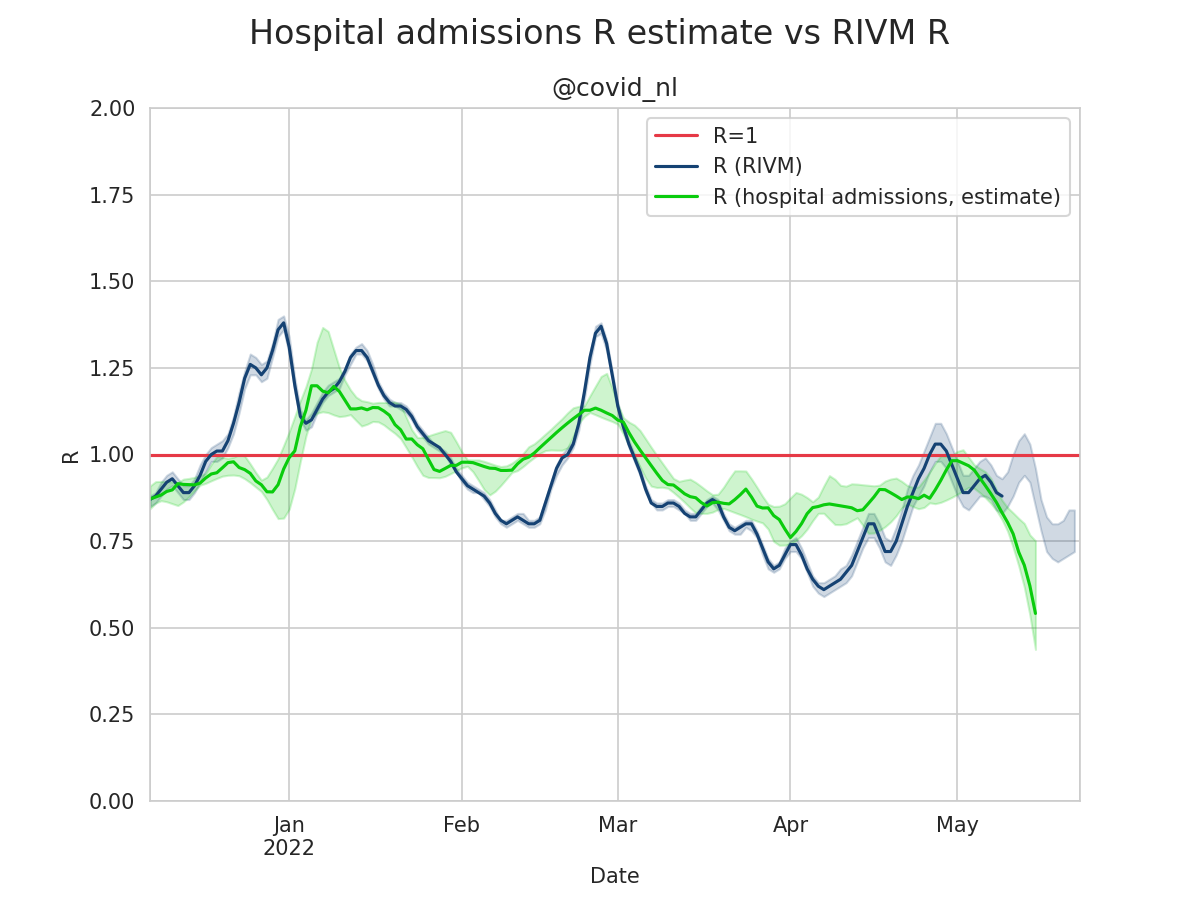 Hospital admissions R estimate vs RIVM R
@covid_nl
R=1
R (RIVM)
R (hospital admissions, estimate)
2.00
1.75
1.50
1.25
1.00
0.75
0.50
0.25
0.00
R
Jan
2022
Feb
Mar
Apr
May
Date